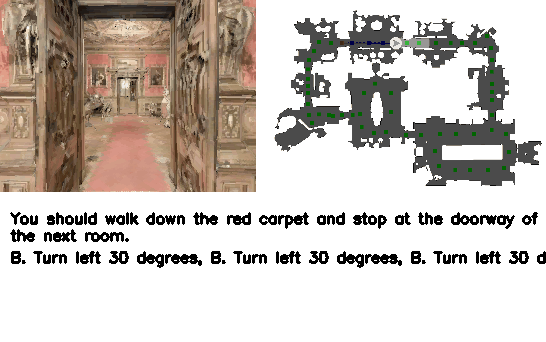 You should walk down the red carpet and stop at the doorway of
the next room.
B. Turn left 30 degrees, B. Turn left 30 degrees, B. Turn left 30 d